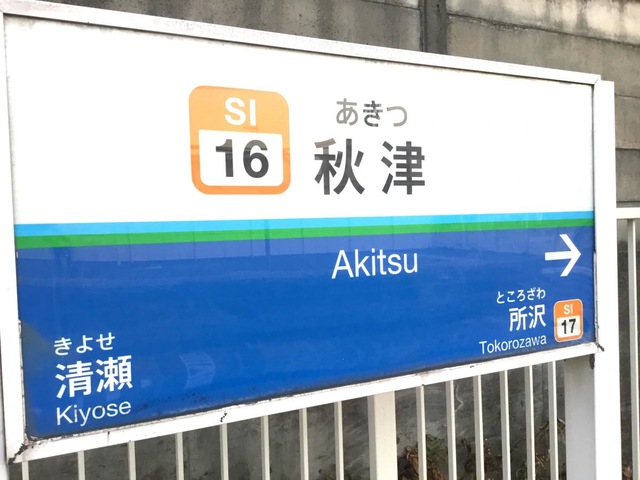 SI
16
あきつ
秋津
Akitsu
きよせ
清瀬
Kiyose
ところざわ
所沢
Tokorozawa
SI
17